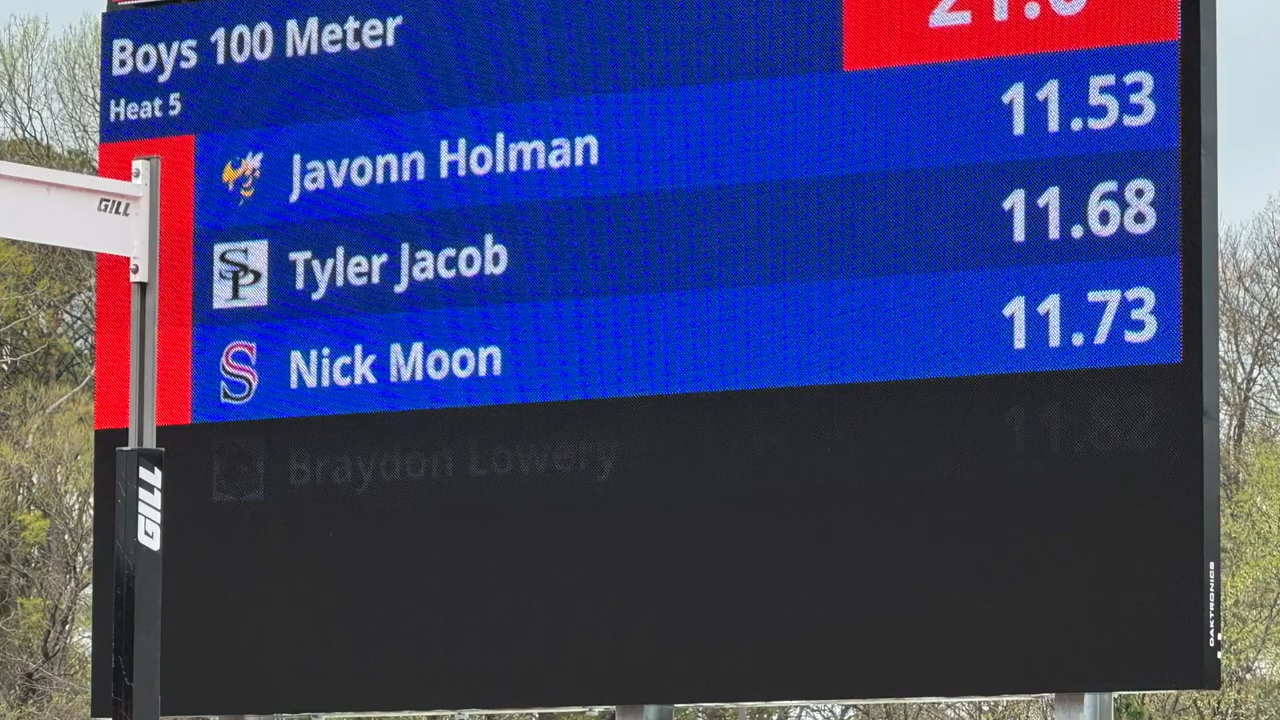 Boys 100 Meter
Heat 5
Javonn Holman 11.53
SP Tyler Jacob 11.68
S Nick Moon 11.73
Braydon Lowery
GILL
GILL
DAKTRONICS